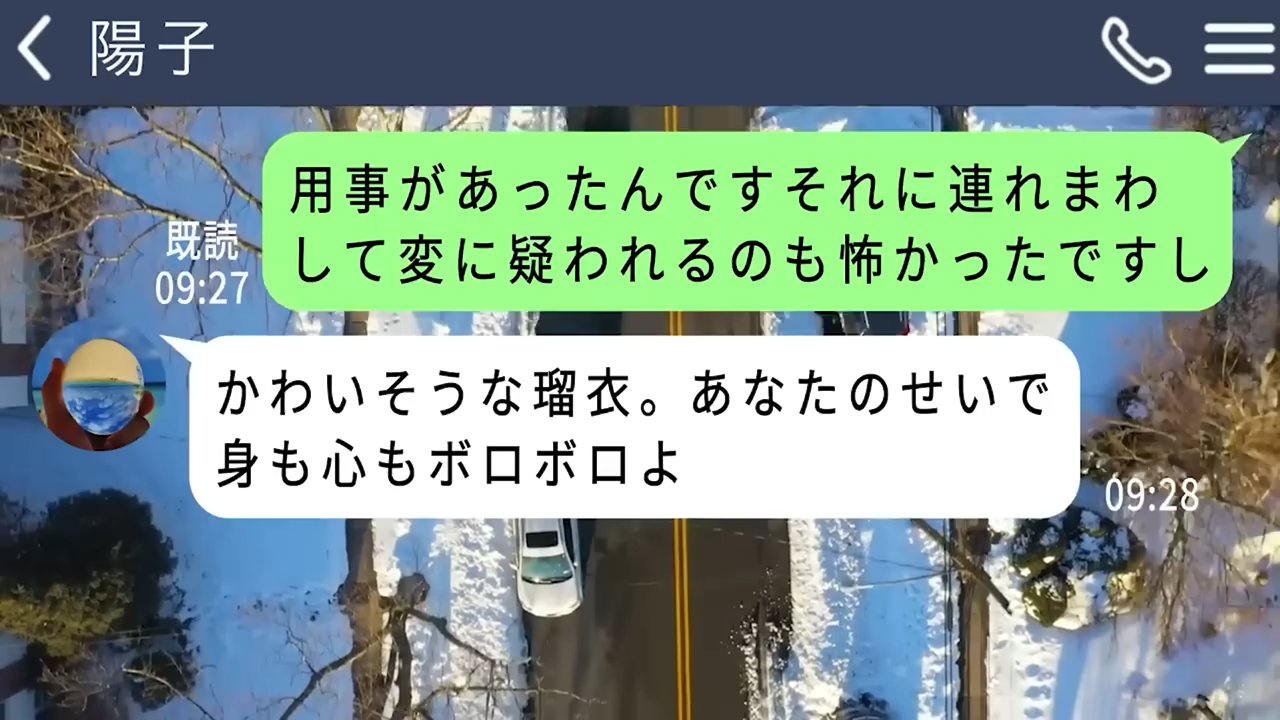 陽子
用事があったんですそれに連れまわ
して変に疑われるのも怖かったですし
既読
09:27
かわいそうな瑠衣。あなたのせいで
身も心もボロボロよ
09:28